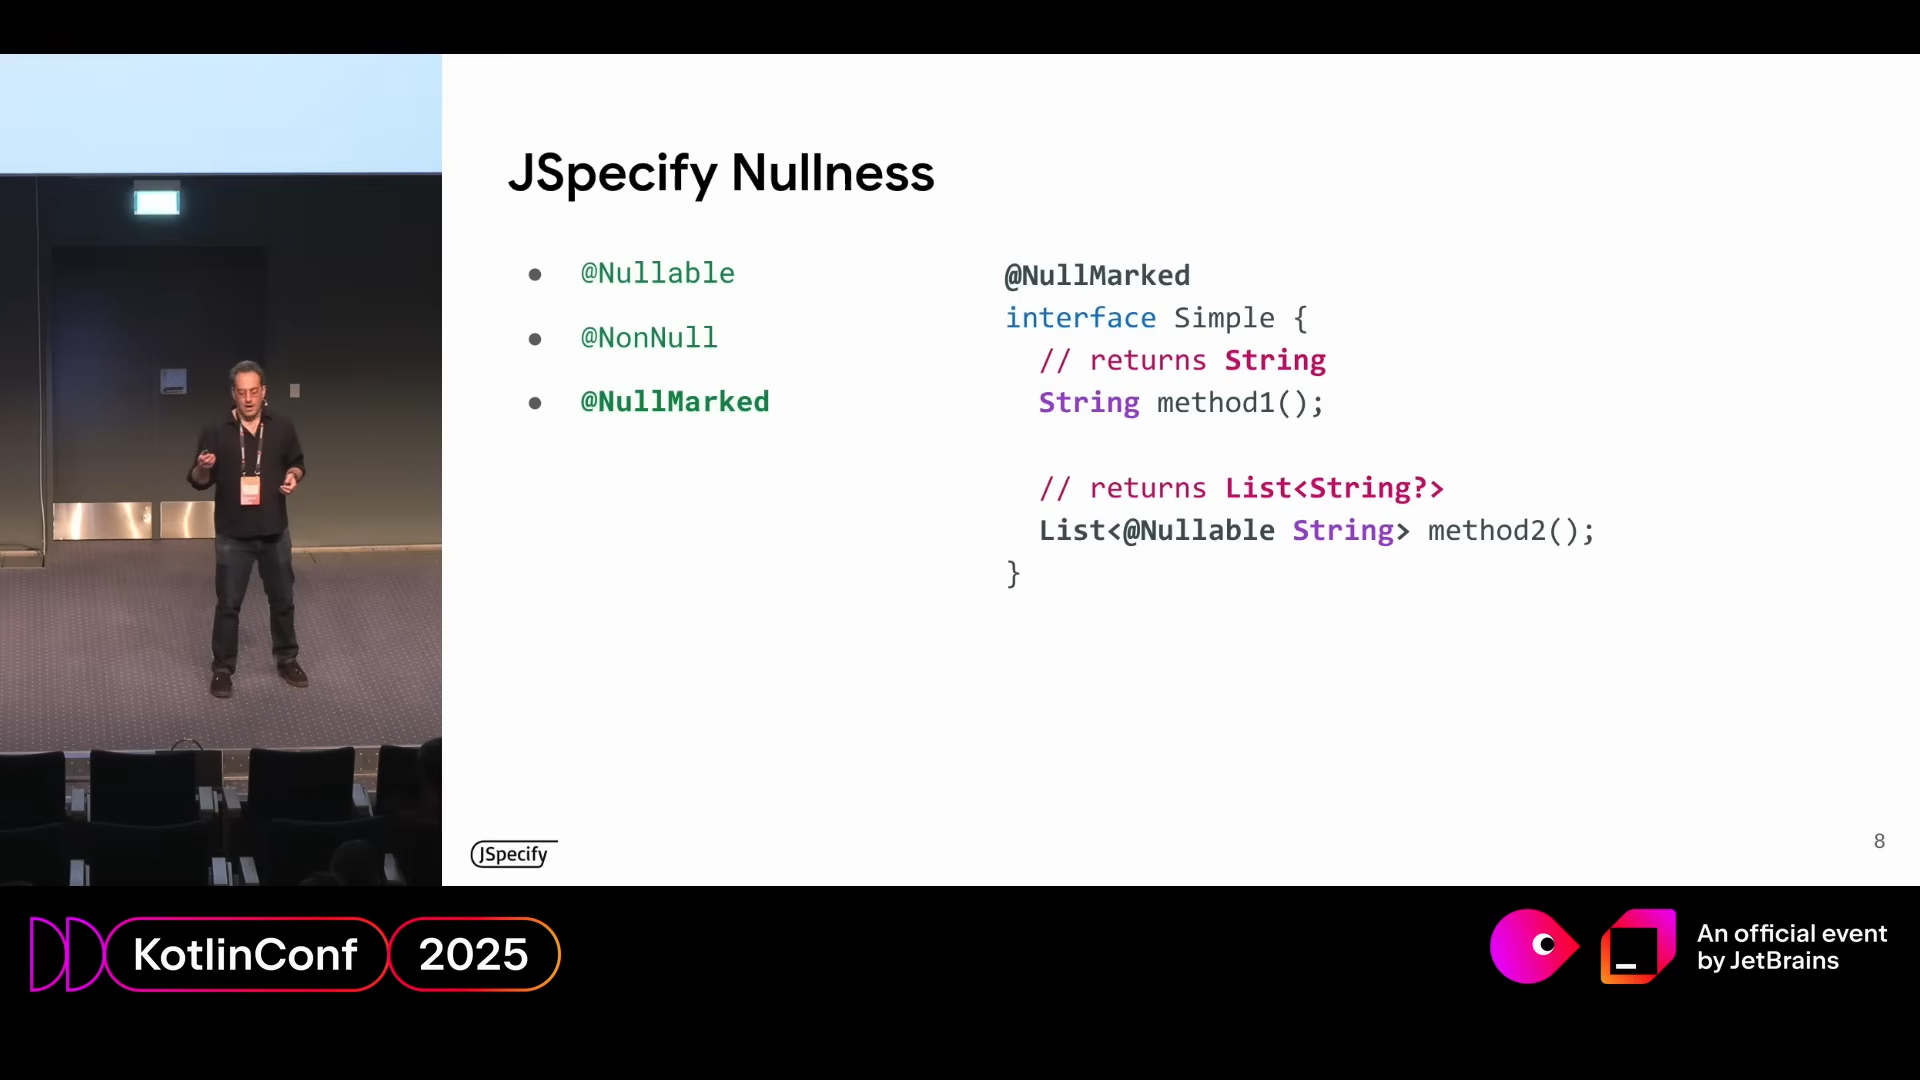 JSpecify Nullness
● @Nullable
● @NonNull
● @NullMarked
@NullMarked
interface Simple {
  // returns String
  String method1();

  // returns List<String?>
  List<@Nullable String> method2();
}
JSpecify
8
KotlinConf 2025
An official event
by JetBrains